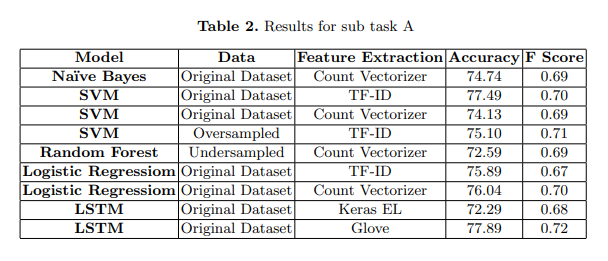 Table 2. Results for sub task A
Model Data Feature Extraction Accuracy F Score
Naïve Bayes Original Dataset Count Vectorizer 74.74 0.69
SVM Original Dataset TF-ID 77.49 0.70
SVM Original Dataset Count Vectorizer 74.13 0.69
SVM Oversampled TF-ID 75.10 0.71
Random Forest Undersampled Count Vectorizer 72.59 0.69
Logistic Regressiom Original Dataset TF-ID 75.89 0.67
Logistic Regressiom Original Dataset Count Vectorizer 76.04 0.70
LSTM Original Dataset Keras EL 72.29 0.68
LSTM Original Dataset Glove 77.89 0.72